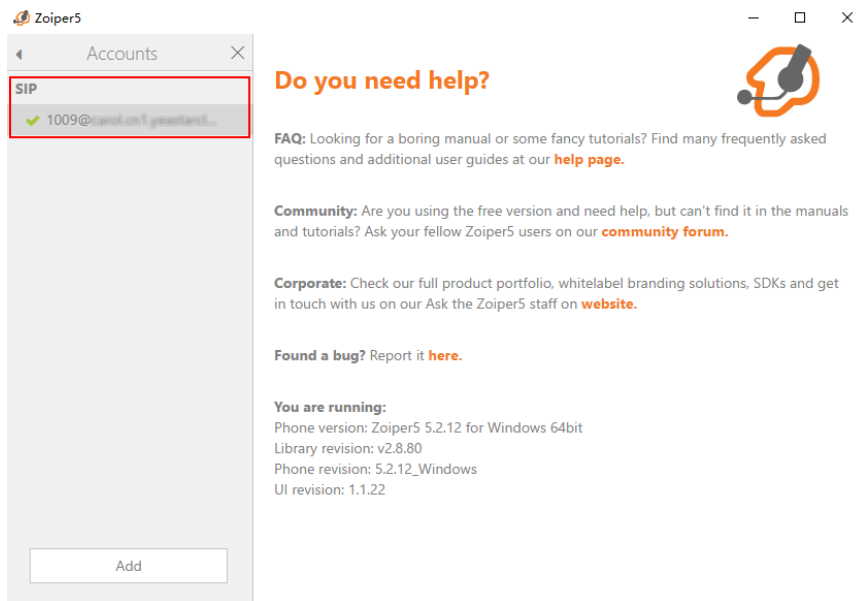 Zoiper5
Accounts
SIP
1009@
Add
Do you need help?
FAQ: Looking for a boring manual or some fancy tutorials? Find many frequently asked
questions and additional user guides at our help page.
Community: Are you using the free version and need help, but can't find it in the manuals
and tutorials? Ask your fellow Zoiper5 users on our community forum.
Corporate: Check our full product portfolio, whitelabel branding solutions, SDKs and get
in touch with us on our Ask the Zoiper5 staff on website.
Found a bug? Report it here.
You are running:
Phone version: Zoiper5 5.2.12 for Windows 64bit
Library revision: v2.8.80
Phone revision: 5.2.12_Windows
UI revision: 1.1.22